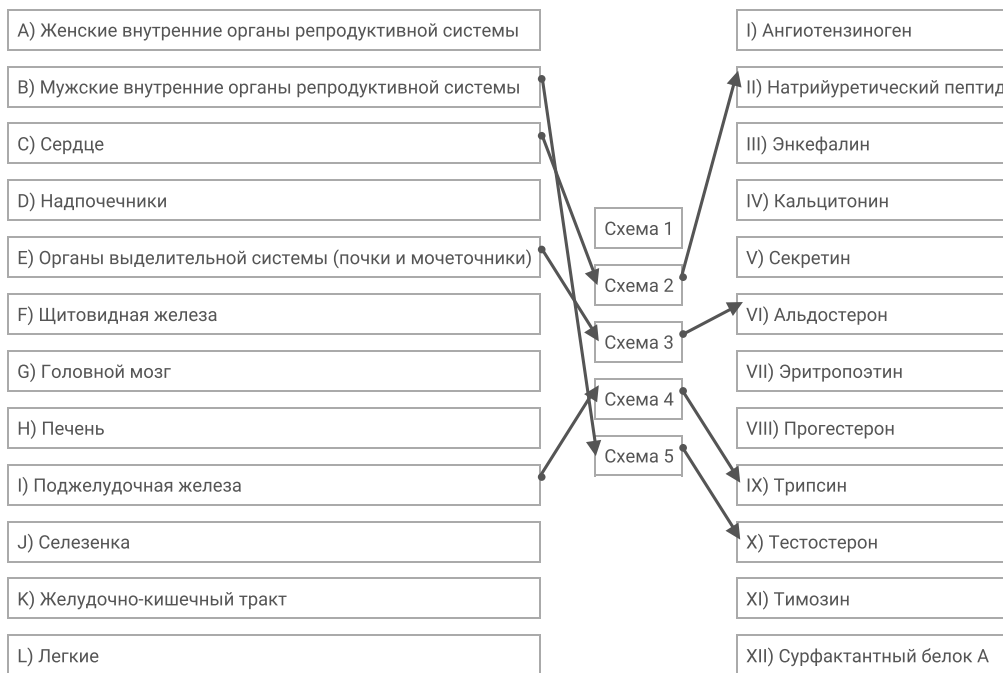 A) Женские внутренние органы репродуктивной системы
B) Мужские внутренние органы репродуктивной системы
C) Сердце
D) Надпочечники
E) Органы выделительной системы (почки и мочеточники)
F) Щитовидная железа
G) Головной мозг
H) Печень
I) Поджелудочная железа
J) Селезенка
K) Желудочно-кишечный тракт
L) Легкие
Схема 1
Схема 2
Схема 3
Схема 4
Схема 5
I) Ангиотензиноген
II) Натрийуретический пептид
III) Энкефалин
IV) Кальцитонин
V) Секретин
VI) Альдостерон
VII) Эритропоэтин
VIII) Прогестерон
IX) Трипсин
X) Тестостерон
XI) Тимозин
XII) Сурфактантный белок А